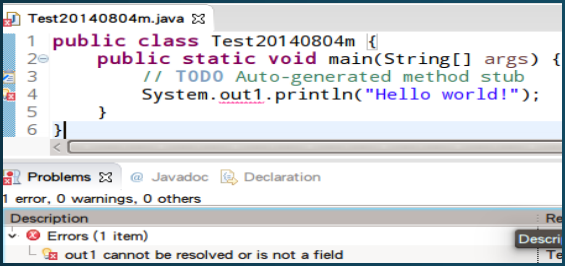 Test20140804m.java
1 public class Test20140804m {
2 public static void main(String[] args) {
3 // TODO Auto-generated method stub
4 System.out1.println("Hello world!");
5 }
6 }
Problems @ Javadoc Declaration
1 error, 0 warnings, 0 others
Description Re
Errors (1 item) Descri
out1 cannot be resolved or is not a field Te